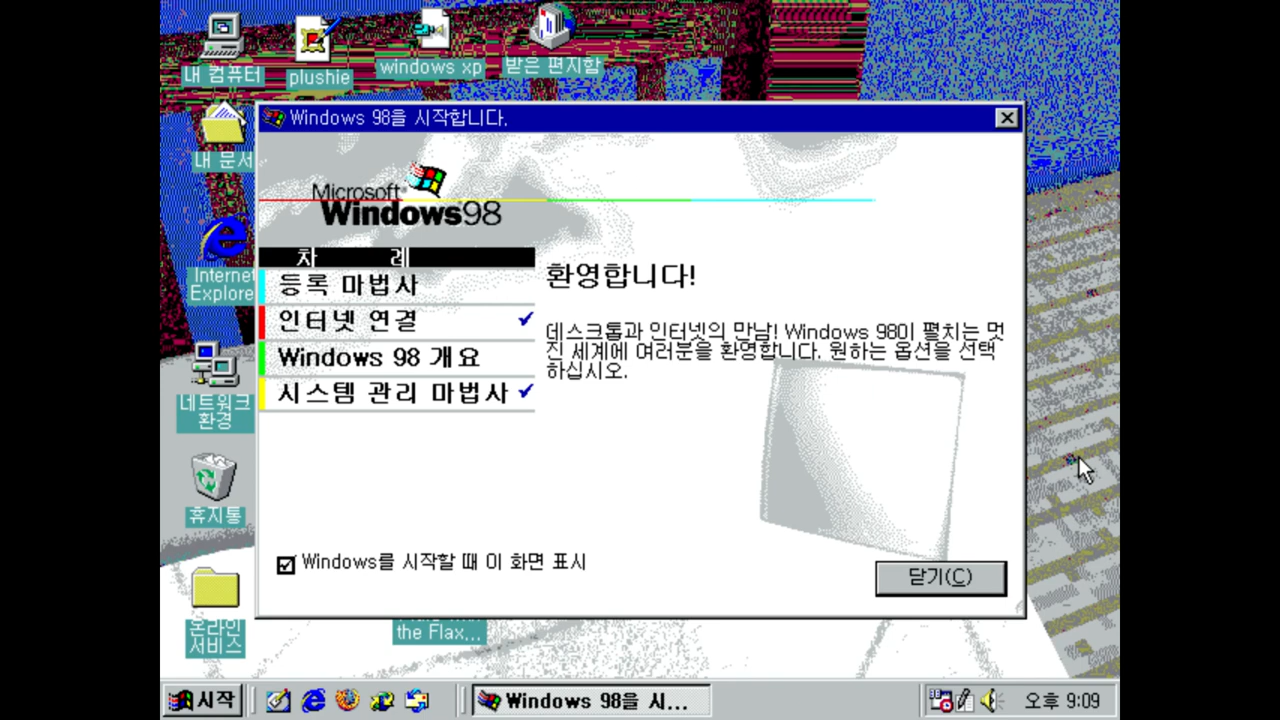 내 컴퓨터
plushie
windows xp
받은 편지함
내 문서
Internet
Explore
네트워크
환경
휴지통
온라인
서비스
the Flax...
Windows 98을 시작합니다.
Microsoft
Windows 98
차 례
등록 마법사
인터넷 연결
Windows 98 개요
시스템 관리 마법사
환영합니다!
데스크톱과 인터넷의 만남! Windows 98이 펼치는 멋
진 세계에 여러분을 환영합니다. 원하는 옵션을 선택
하십시오.
Windows를 시작할 때 이 화면 표시
닫기(C)
시작
Windows 98을 시...
오후 9:09